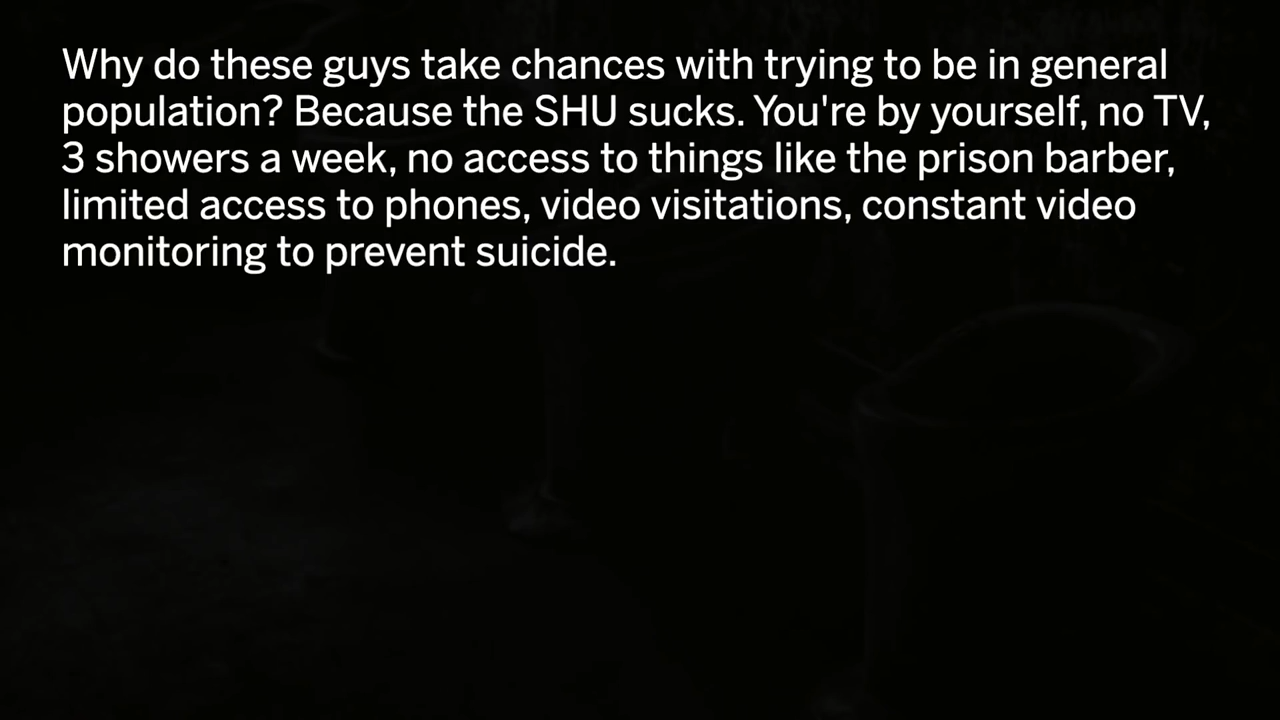 Why do these guys take chances with trying to be in general
population? Because the SHU sucks. You're by yourself, no TV,
3 showers a week, no access to things like the prison barber,
limited access to phones, video visitations, constant video
monitoring to prevent suicide.